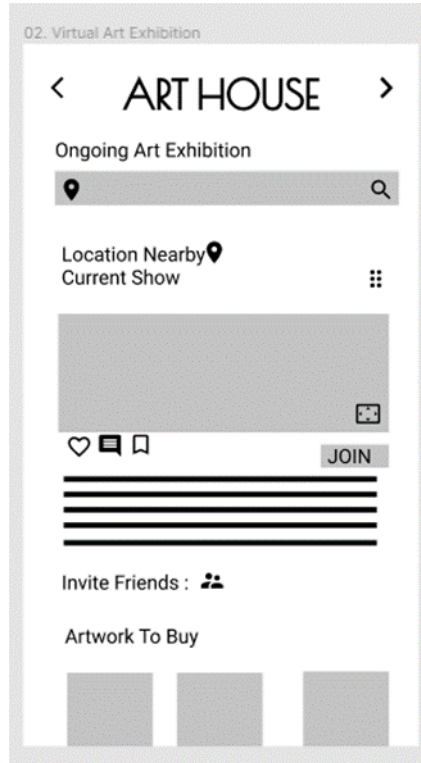 02. Virtual Art Exhibition
ART HOUSE
Ongoing Art Exhibition
Location Nearby
Current Show
JOIN
Invite Friends :
Artwork To Buy